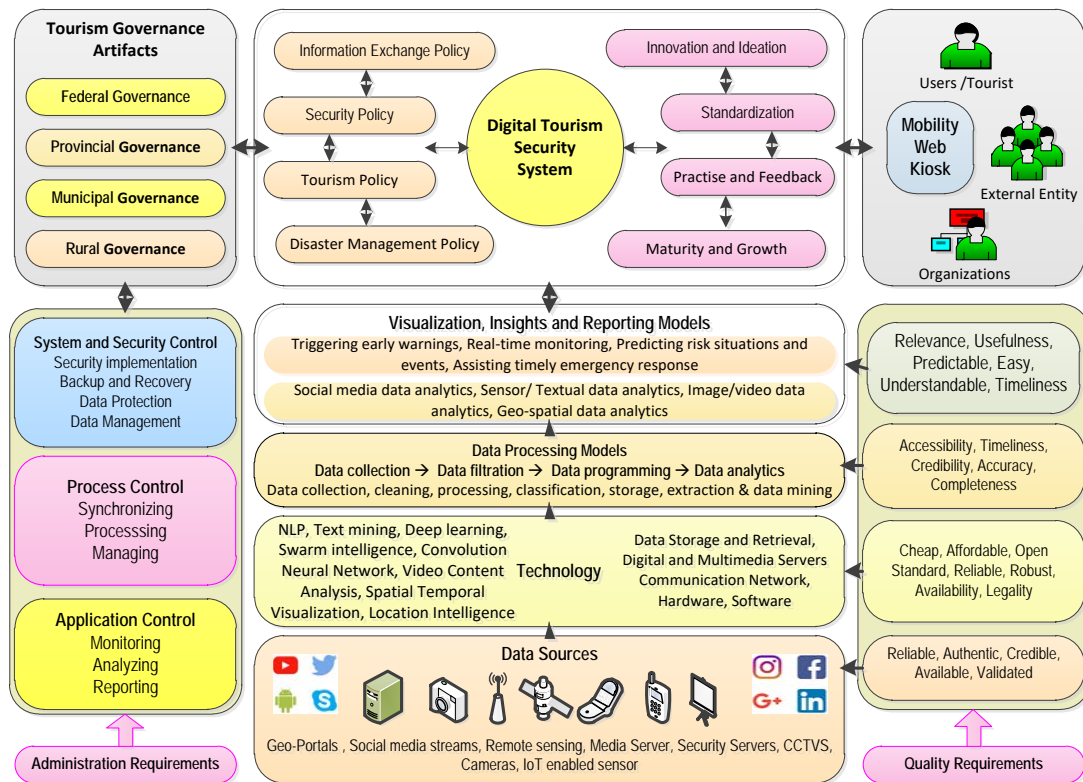 Tourism Governance
Artifacts
Federal Governance
Provincial Governance
Municipal Governance
Rural Governance
Information Exchange Policy
Security Policy
Tourism Policy
Disaster Management Policy
Digital Tourism
Security
System
Innovation and Ideation
Standardization
Practise and Feedback
Maturity and Growth
Users /Tourist
Mobility
Web
Kiosk
External Entity
Organizations
System and Security Control
Security implementation
Backup and Recovery
Data Protection
Data Management
Process Control
Synchronizing
Processsing
Managing
Application Control
Monitoring
Analyzing
Reporting
Administration Requirements
Visualization, Insights and Reporting Models
Triggering early warnings, Real-time monitoring, Predicting risk situations and
events, Assisting timely emergency response
Social media data analytics, Sensor/ Textual data analytics, Image/video data
analytics, Geo-spatial data analytics
Data Processing Models
Data collection → Data filtration → Data programming → Data analytics
Data collection, cleaning, processing, classification, storage, extraction & data mining
NLP, Text mining, Deep learning,
Swarm intelligence, Convolution
Neural Network, Video Content
Analysis, Spatial Temporal
Visualization, Location Intelligence
Technology
Data Storage and Retrieval,
Digital and Multimedia Servers
Communication Network,
Hardware, Software
Data Sources
G+
in
Geo-Portals , Social media streams, Remote sensing, Media Server, Security Servers, CCTVS,
Cameras, IoT enabled sensor
Relevance, Usefulness,
Predictable, Easy,
Understandable, Timeliness
Accessibility, Timeliness,
Credibility, Accuracy,
Completeness
Cheap, Affordable, Open
Standard, Reliable, Robust,
Availability, Legality
Reliable, Authentic, Credible,
Available, Validated
Quality Requirements